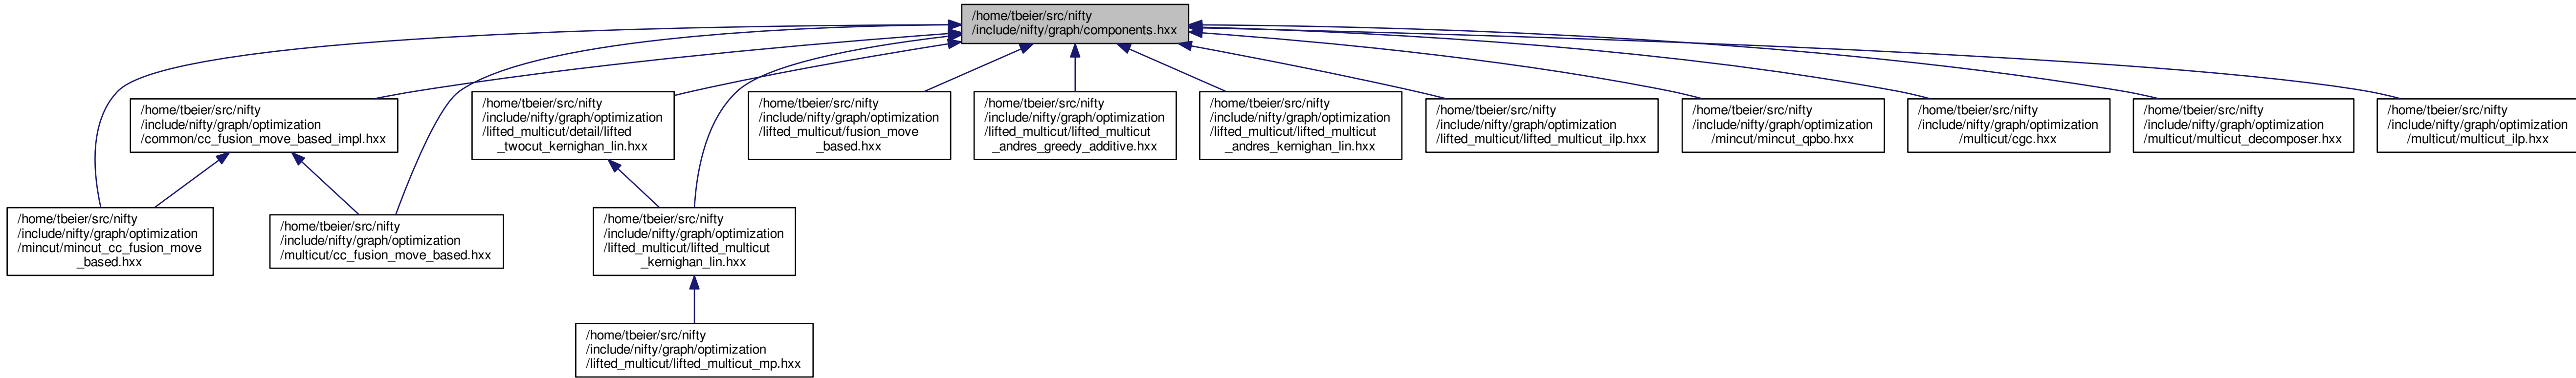 /home/tbeier/src/nifty
/include/nifty/graph/components.hxx
/home/tbeier/src/nifty
/include/nifty/graph/optimization
/common/cc_fusion_move_based_impl.hxx
/home/tbeier/src/nifty
/include/nifty/graph/optimization
/lifted_multicut/detail/lifted
_twocut_kernighan_lin.hxx
/home/tbeier/src/nifty
/include/nifty/graph/optimization
/lifted_multicut/fusion_move
_based.hxx
/home/tbeier/src/nifty
/include/nifty/graph/optimization
/lifted_multicut/lifted_multicut
_andres_greedy_additive.hxx
/home/tbeier/src/nifty
/include/nifty/graph/optimization
/lifted_multicut/lifted_multicut
_andres_kernighan_lin.hxx
/home/tbeier/src/nifty
/include/nifty/graph/optimization
/lifted_multicut/lifted_multicut_ilp.hxx
/home/tbeier/src/nifty
/include/nifty/graph/optimization
/mincut/mincut_qpbo.hxx
/home/tbeier/src/nifty
/include/nifty/graph/optimization
/multicut/cgc.hxx
/home/tbeier/src/nifty
/include/nifty/graph/optimization
/multicut/multicut_decomposer.hxx
/home/tbeier/src/nifty
/include/nifty/graph/optimization
/multicut/multicut_ilp.hxx
/home/tbeier/src/nifty
/include/nifty/graph/optimization
/mincut/mincut_cc_fusion_move
_based.hxx
/home/tbeier/src/nifty
/include/nifty/graph/optimization
/multicut/cc_fusion_move_based.hxx
/home/tbeier/src/nifty
/include/nifty/graph/optimization
/lifted_multicut/lifted_multicut
_kernighan_lin.hxx
/home/tbeier/src/nifty
/include/nifty/graph/optimization
/lifted_multicut/lifted_multicut_mp.hxx